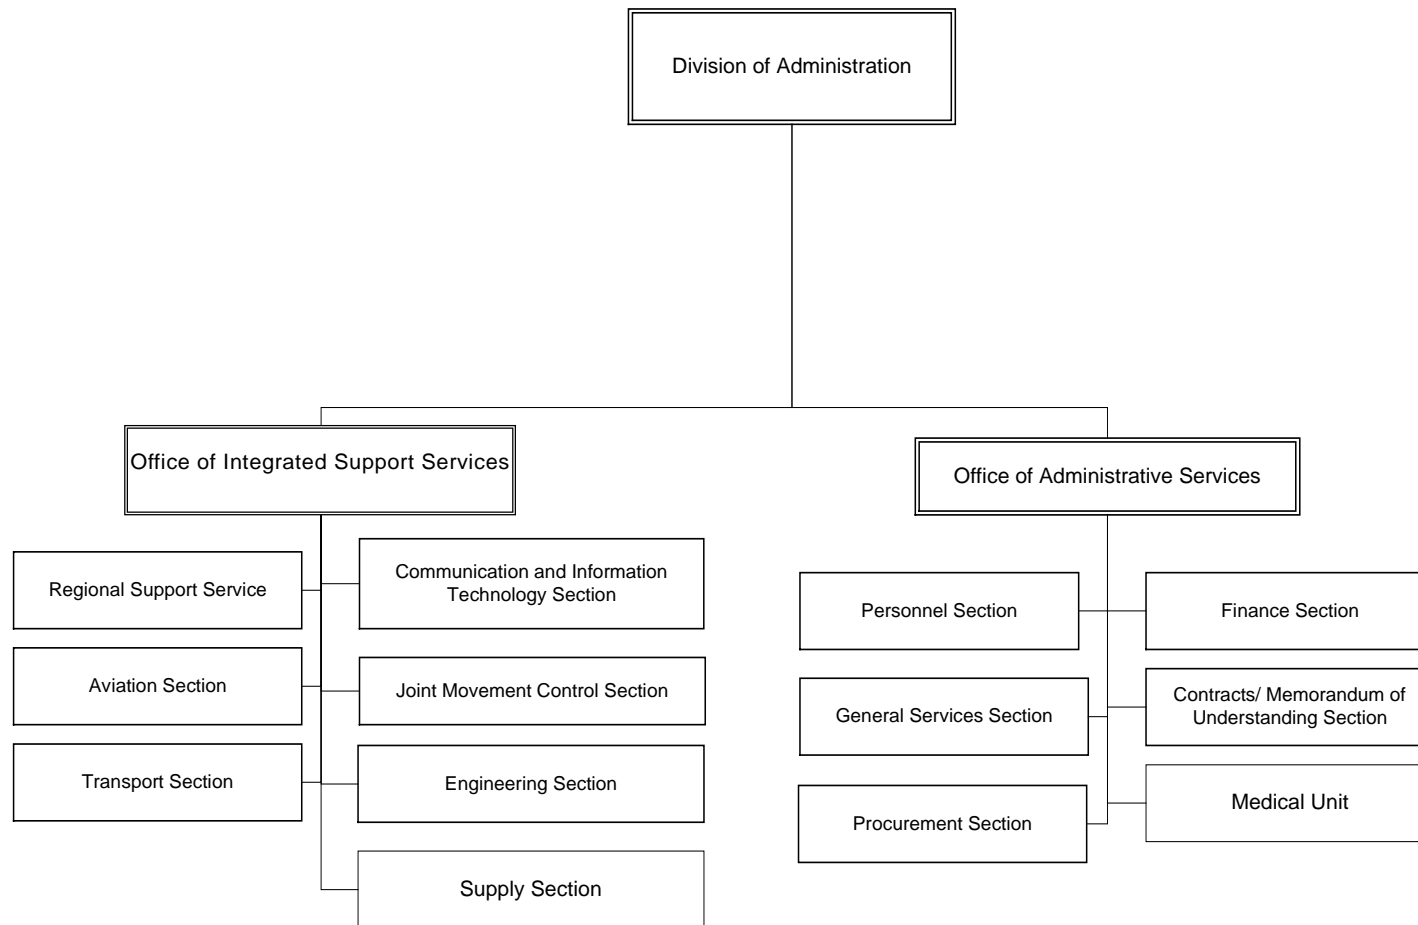 Division of Administration
Office of Integrated Support Services
Office of Administrative Services
Regional Support Service
Communication and Information
Technology Section
Aviation Section
Joint Movement Control Section
Transport Section
Engineering Section
Supply Section
Personnel Section
Finance Section
General Services Section
Contracts/ Memorandum of
Understanding Section
Procurement Section
Medical Unit